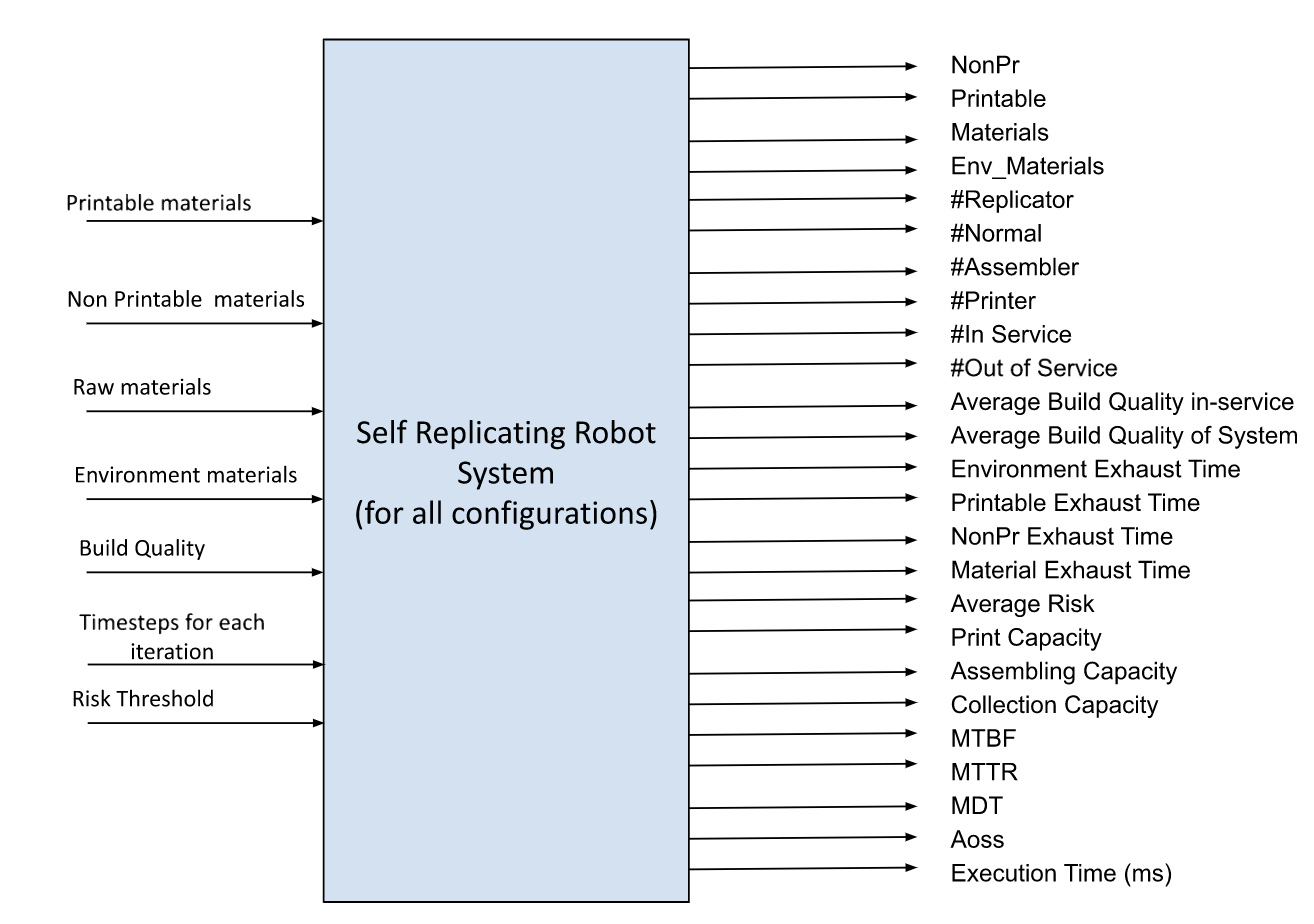 Printable materials
Non Printable  materials
Raw materials
Environment materials
Build Quality
Timesteps for each
iteration
Risk Threshold
Self Replicating Robot
System
(for all configurations)
NonPr
Printable
Materials
Env_Materials
#Replicator
#Normal
#Assembler
#Printer
#In Service
#Out of Service
Average Build Quality in-service
Average Build Quality of System
Environment Exhaust Time
Printable Exhaust Time
NonPr Exhaust Time
Material Exhaust Time
Average Risk
Print Capacity
Assembling Capacity
Collection Capacity
MTBF
MTTR
MDT
Aoss
Execution Time (ms)